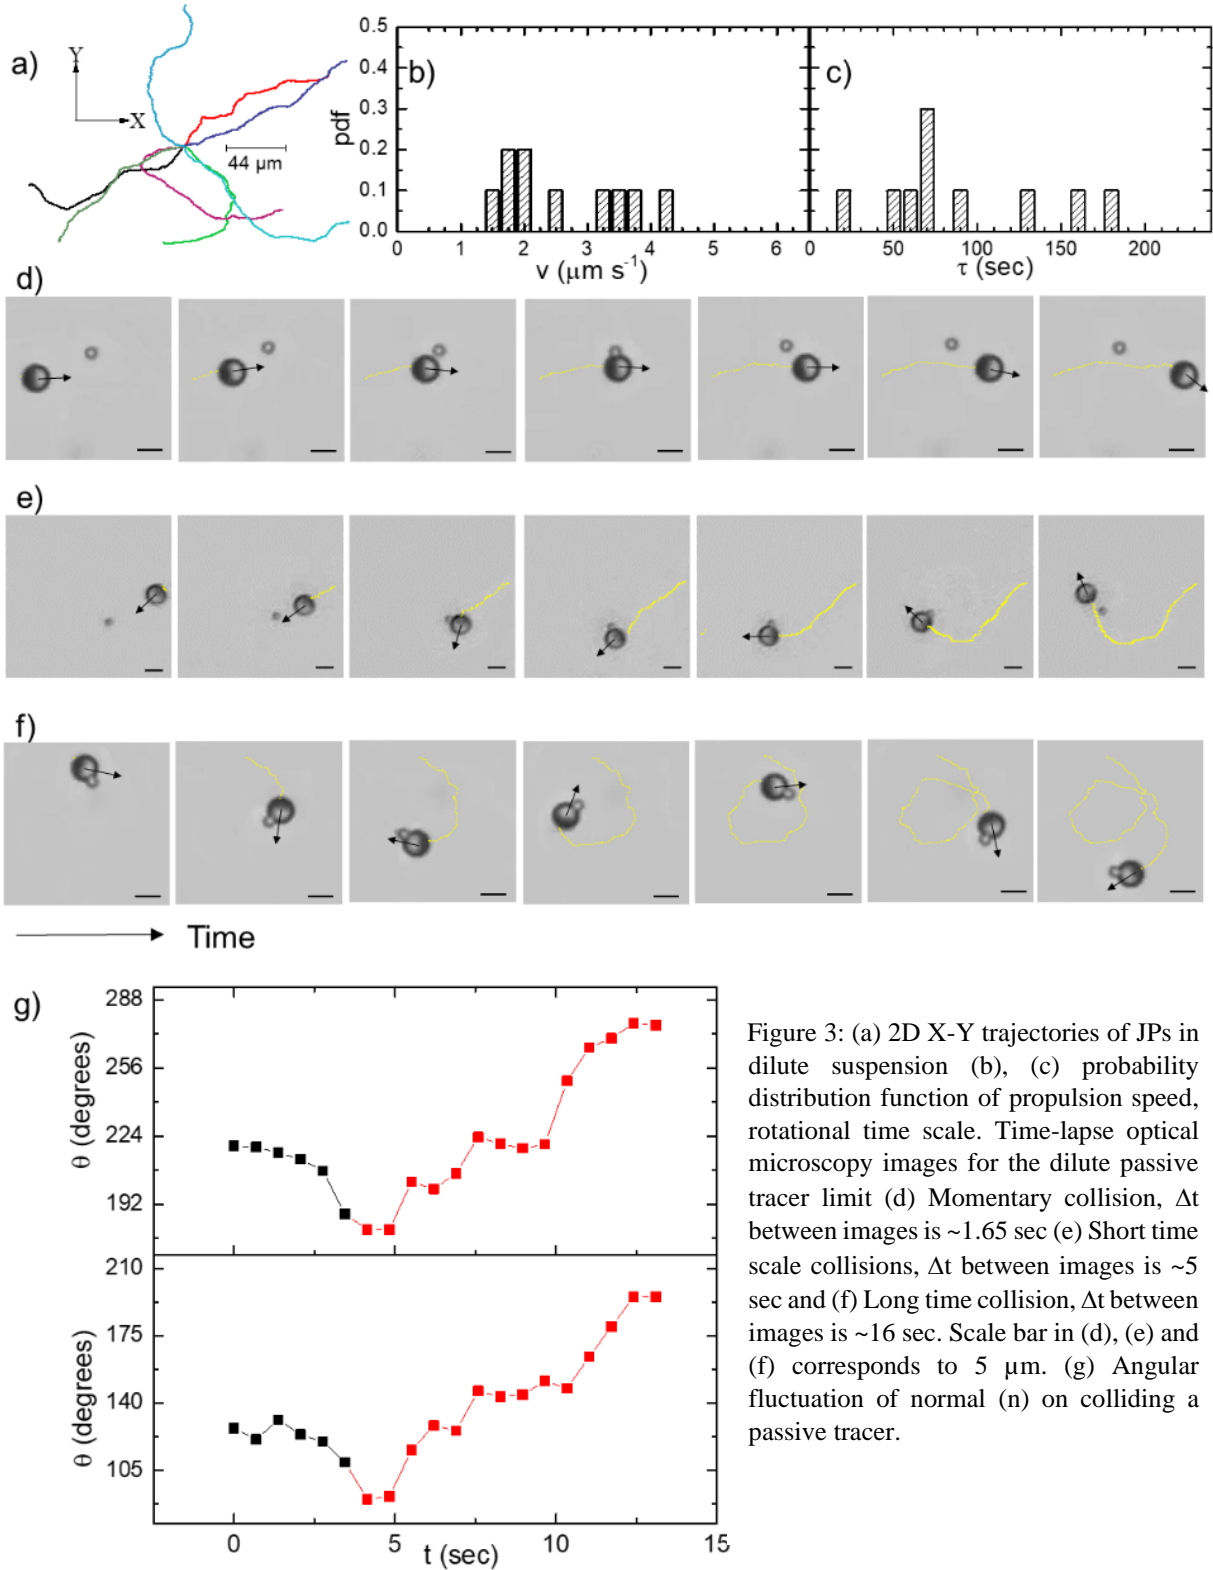 a)
Y
X
44 µm
b)
pdf
0.5
0.4
0.3
0.2
0.1
0.0
0 1 2 3 4 5 6
v (µm s⁻¹)
c)
0 50 100 150 200
τ (sec)
d)
e)
f)
Time
g)
θ (degrees)
288
256
224
192
θ (degrees)
210
175
140
105
0 5 10 15
t (sec)
Figure 3: (a) 2D X-Y trajectories of JPs in
dilute suspension (b), (c) probability
distribution function of propulsion speed,
rotational time scale. Time-lapse optical
microscopy images for the dilute passive
tracer limit (d) Momentary collision, Δt
between images is ~1.65 sec (e) Short time
scale collisions, Δt between images is ~5
sec and (f) Long time collision, Δt between
images is ~16 sec. Scale bar in (d), (e) and
(f) corresponds to 5 µm. (g) Angular
fluctuation of normal (n) on colliding a
passive tracer.